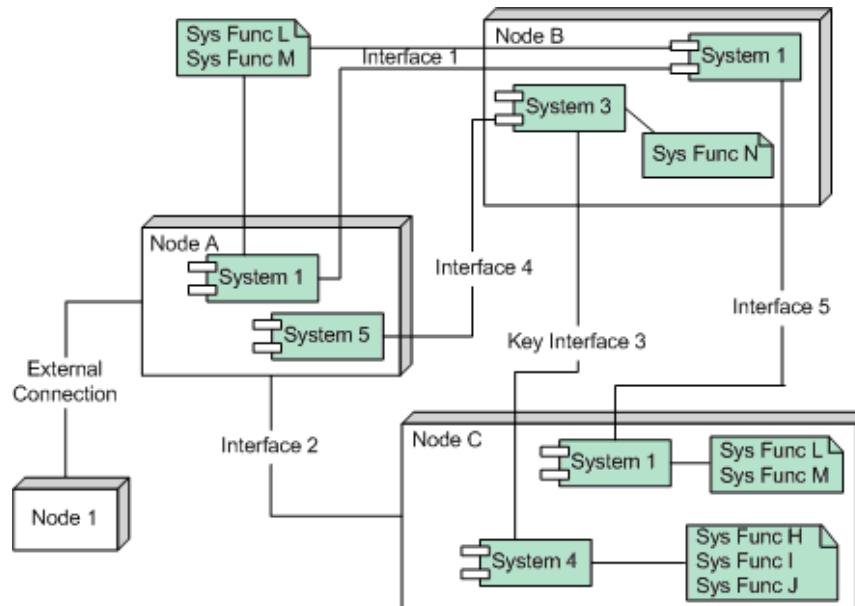 Sys Func L
Sys Func M
Node B
System 1
Interface 1
System 3
Sys Func N
Node A
System 1
Interface 4
System 5
Interface 5
Key Interface 3
External
Connection
Interface 2
Node C
System 1
Sys Func L
Sys Func M
Node 1
System 4
Sys Func H
Sys Func I
Sys Func J